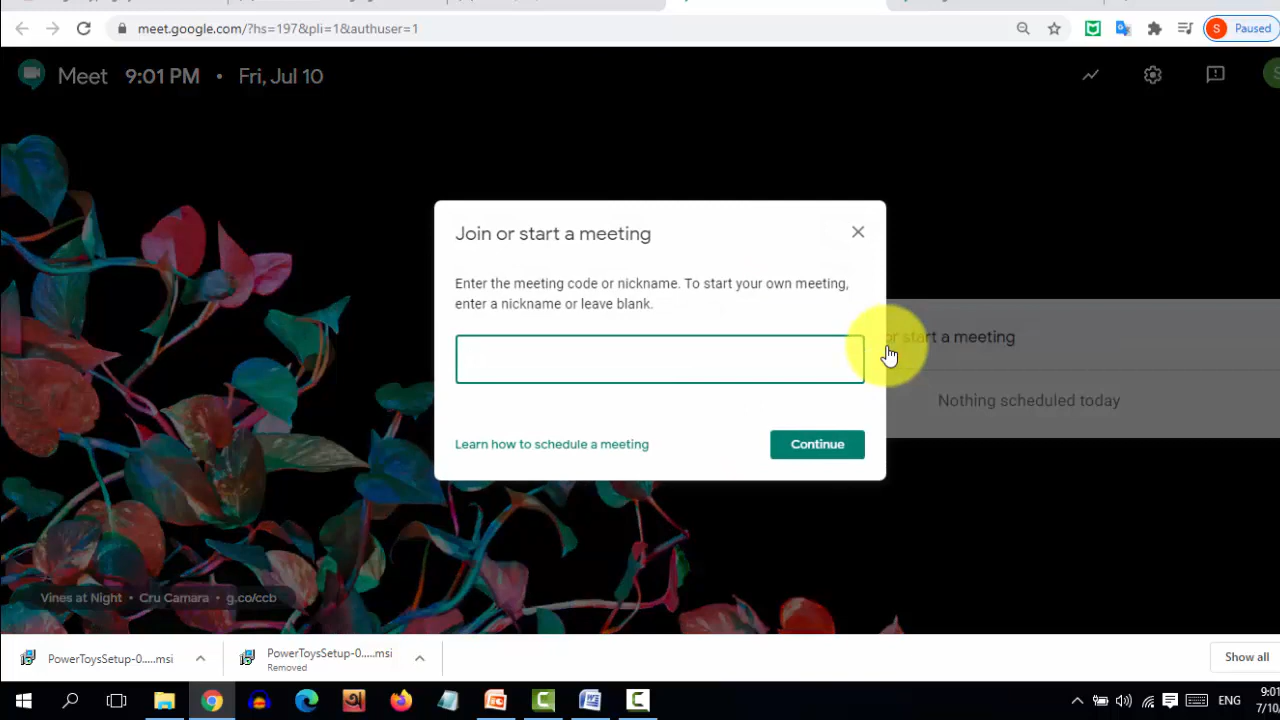 meet.google.com/?hs=197&pli=1&authuser=1
S
Paused
Meet 9:01 PM • Fri, Jul 10
Join or start a meeting
Enter the meeting code or nickname. To start your own meeting,
enter a nickname or leave blank.
or start a meeting
Nothing scheduled today
Learn how to schedule a meeting
Continue
Vines at Night • Cru Camara • g.co/ccb
PowerToysSetup-0.....msi
PowerToysSetup-0.....msi
Removed
Show all
ENG
9:01
7/10